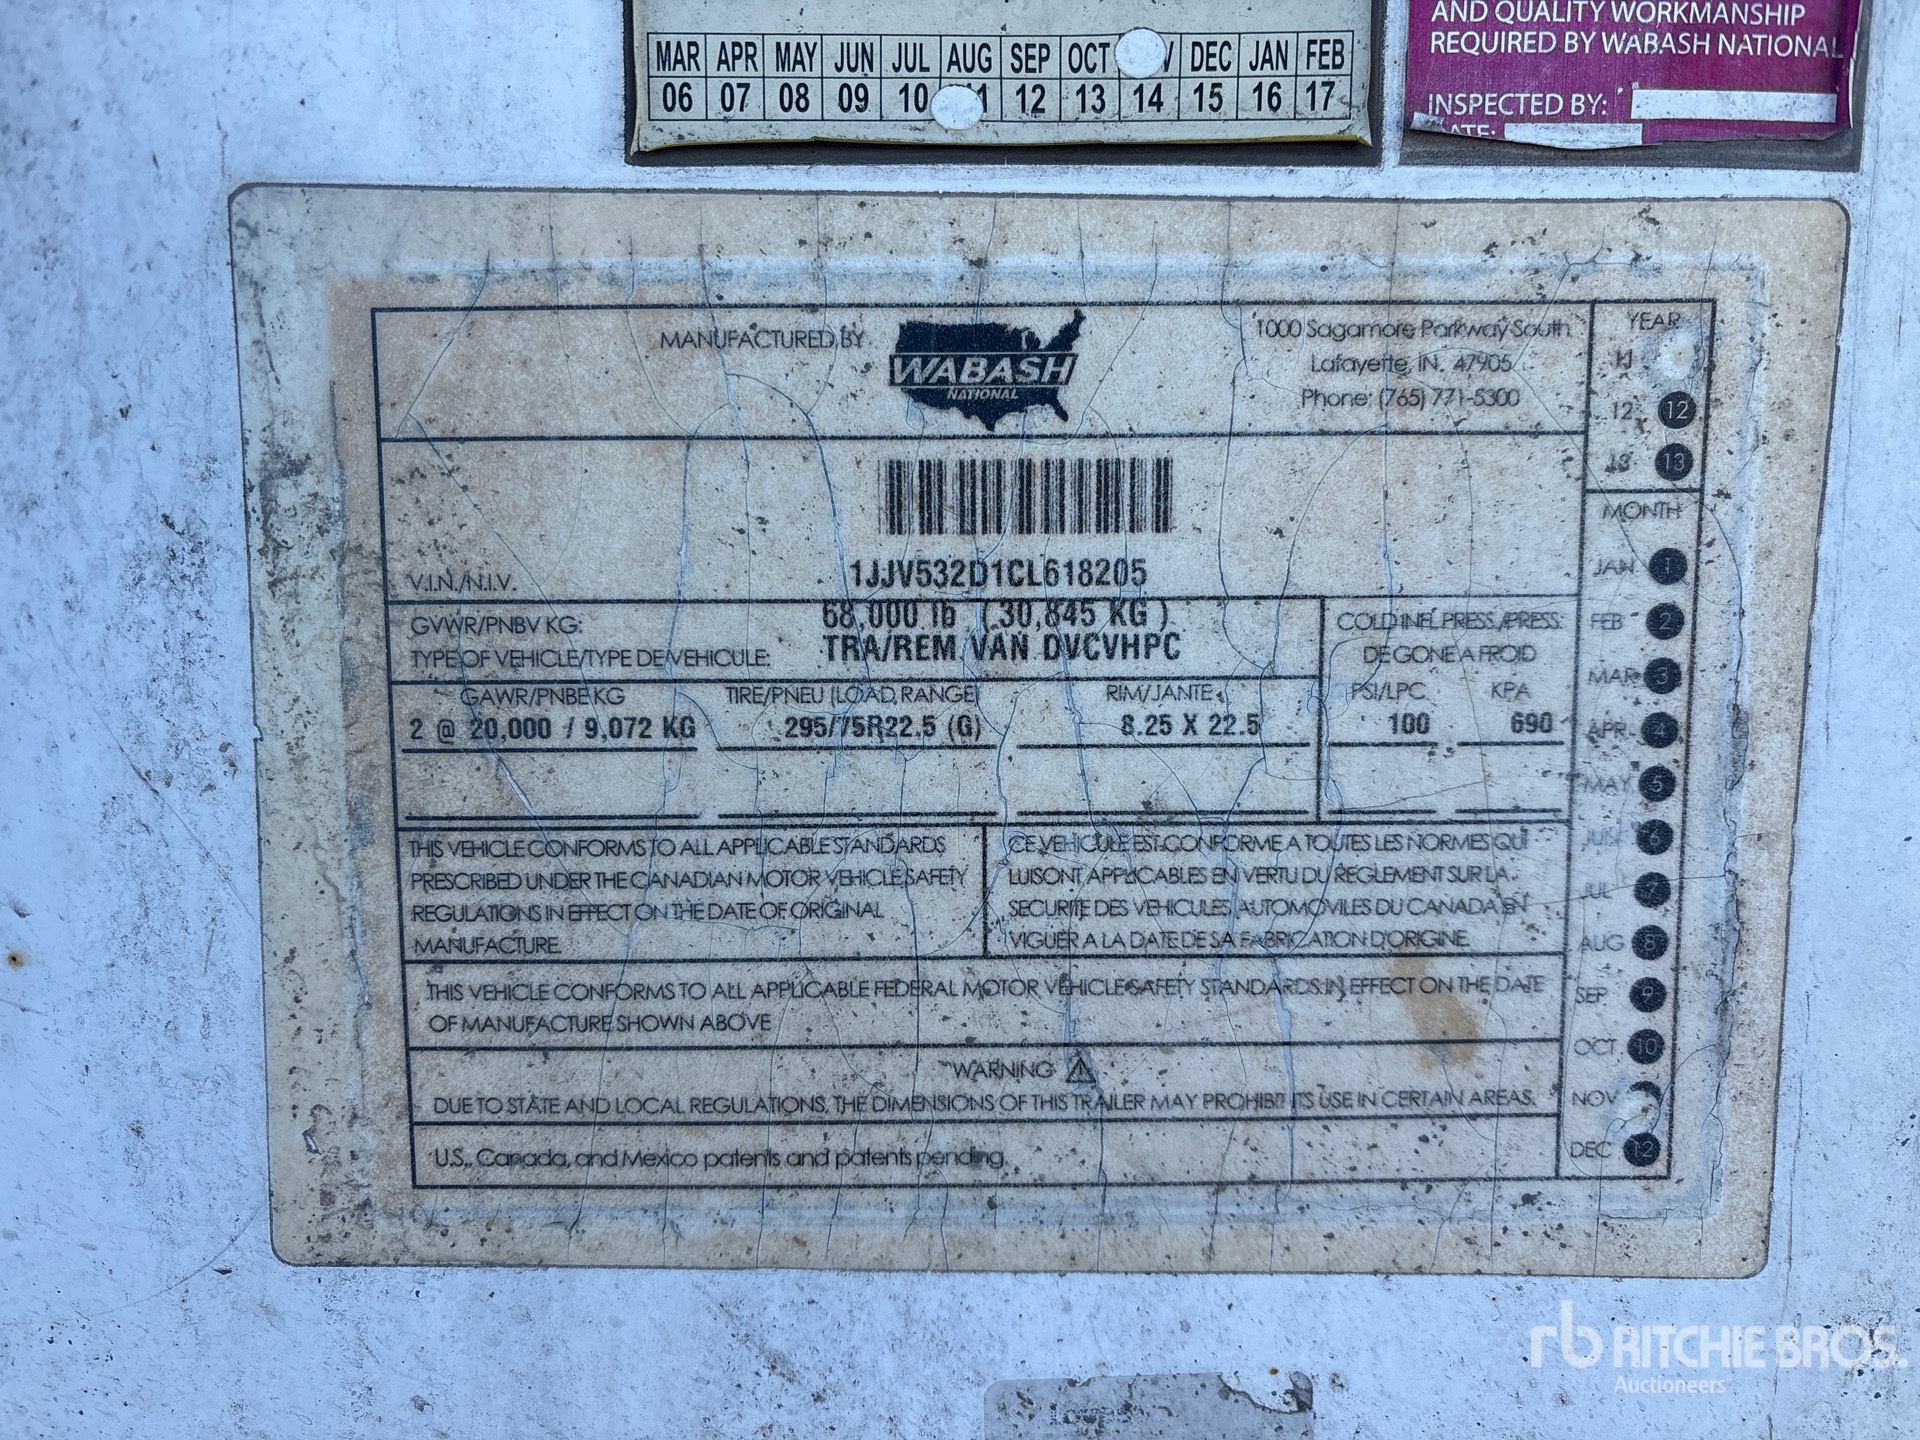 MAR APR MAY JUN JUL AUG SEP OCT V DEC JAN FEB
06 07 08 09 10 12 13 14 15 16 17
AND QUALITY WORKMANSHIP
REQUIRED BY WABASH NATIONAL
INSPECTED BY:
DATE:
MANUFACTURED BY
WABASH
NATIONAL
1000 Sagamore Parkway South
Lafayette, IN. 47905
Phone: (765) 771-5300
YEAR
11
12 12
13 13
V.I.N./N.I.V.
1JJV532D1CL618205
GVWR/PNBV KG: 68,000 lb ( 30,845 KG )
TYPE OF VEHICLE/TYPE DE VEHICULE: TRA/REM VAN DVCVHPC
COLD INFL.PRESS./PRESS.
DE GONF A FROID
GAWR/PNBE KG TIRE/PNEU (LOAD RANGE) RIM/JANTE PSI/LPC KPA
2 @ 20,000 / 9,072 KG 295/75R22.5 (G) 8.25 X 22.5 100 690
THIS VEHICLE CONFORMS TO ALL APPLICABLE STANDARDS
PRESCRIBED UNDER THE CANADIAN MOTOR VEHICLE SAFETY
REGULATIONS IN EFFECT ON THE DATE OF ORIGINAL
MANUFACTURE.
CE VEHICULE EST CONFORME A TOUTES LES NORMES QUI
LUI SONT APPLICABLES EN VERTU DU REGLEMENT SUR LA
SECURITE DES VEHICULES AUTOMOVILES DU CANADA EN
VIGUER A LA DATE DE SA FABRICATION D'ORIGINE.
THIS VEHICLE CONFORMS TO ALL APPLICABLE FEDERAL MOTOR VEHICLE SAFETY STANDARDS IN EFFECT ON THE DATE
OF MANUFACTURE SHOWN ABOVE
WARNING
DUE TO STATE AND LOCAL REGULATIONS, THE DIMENSIONS OF THIS TRAILER MAY PROHIBIT ITS USE IN CERTAIN AREAS.
U.S., Canada, and Mexico patents and patents pending.
MONTH
JAN 1
FEB 2
MAR 3
APR 4
MAY 5
JUN 6
JUL 7
AUG 8
SEP 9
OCT 10
NOV
DEC 12
rb RITCHIE BROS.
Auctioneers